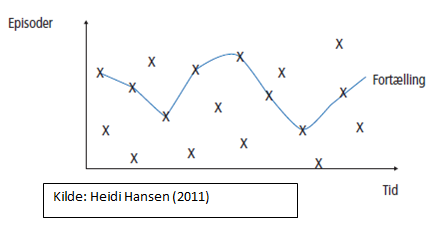 Episoder
Fortælling
Tid
Kilde: Heidi Hansen (2011)